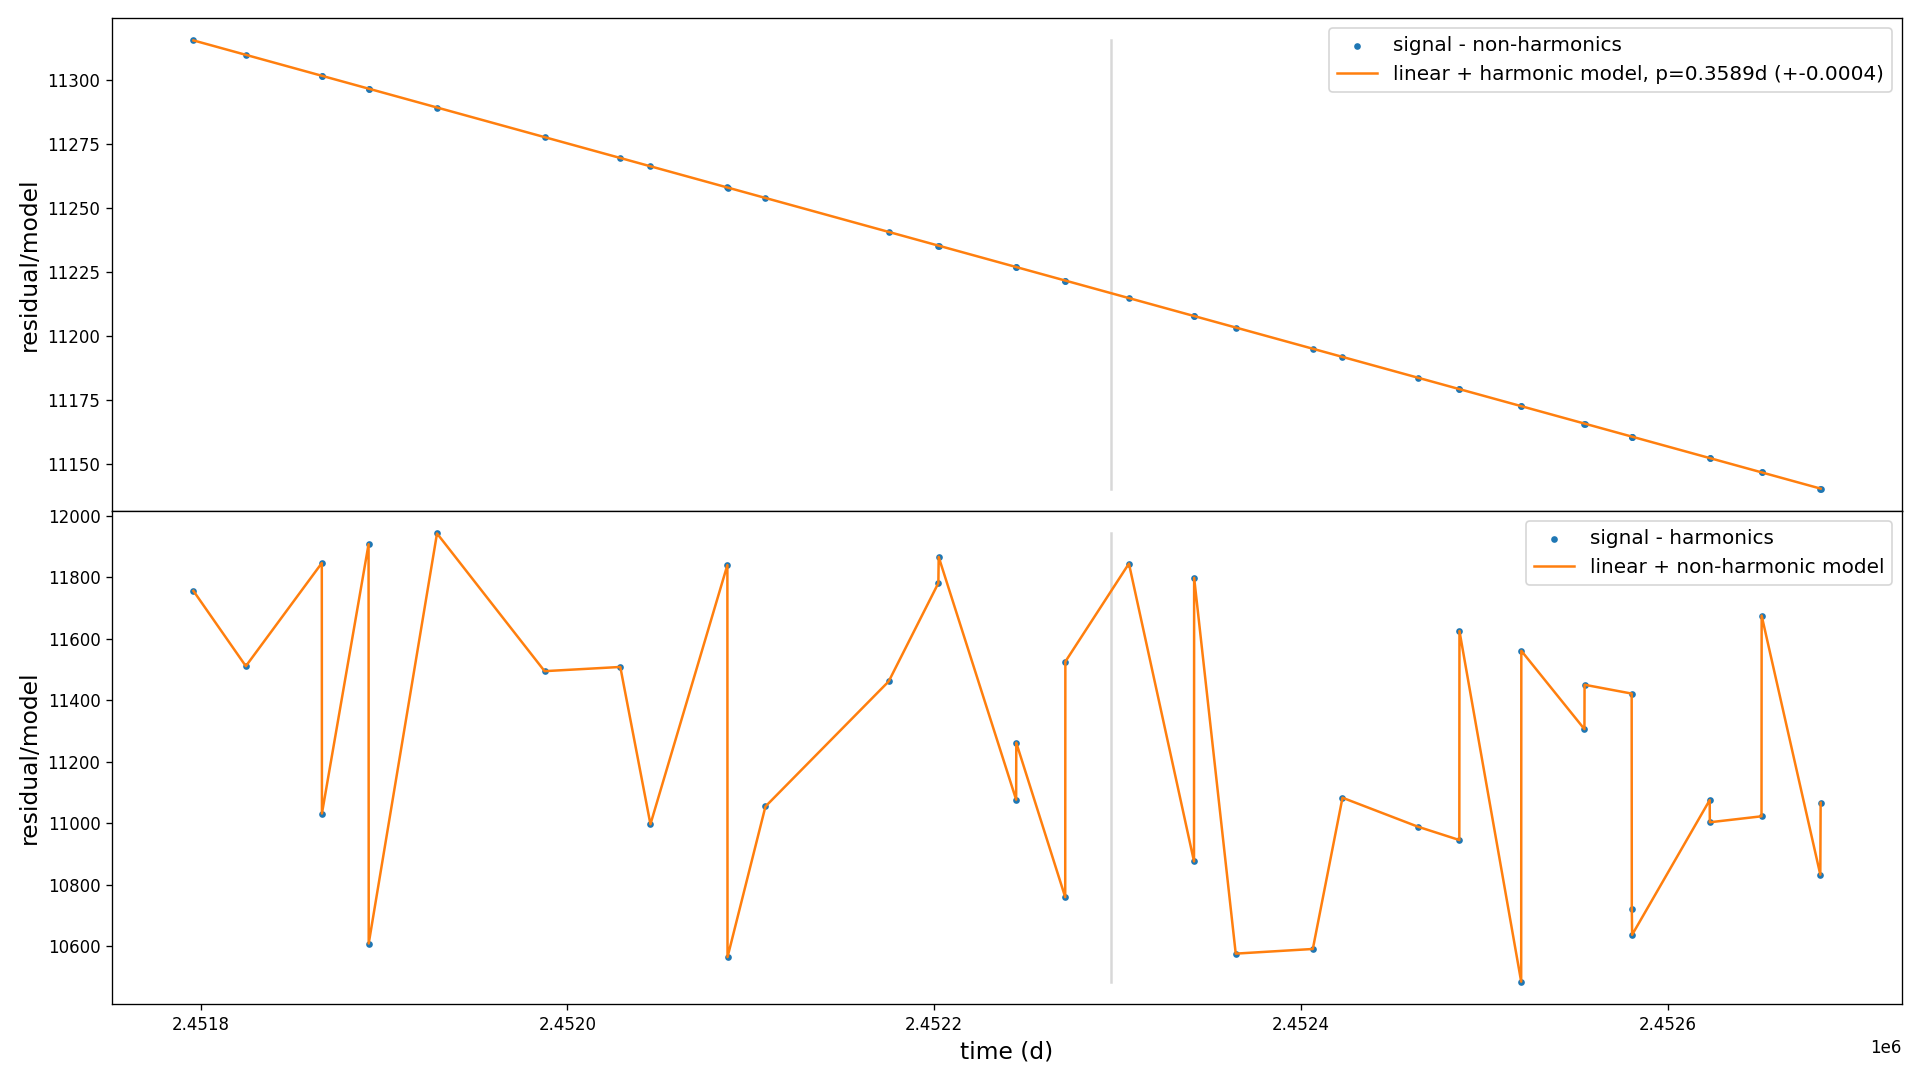 signal - non-harmonics
linear + harmonic model, p=0.3589d (+-0.0004)
11300
11275
11250
11225
11200
11175
11150
residual/model
signal - harmonics
linear + non-harmonic model
12000
11800
11600
11400
11200
11000
10800
10600
residual/model
2.4518
2.4520
2.4522
2.4524
2.4526
1e6
time (d)